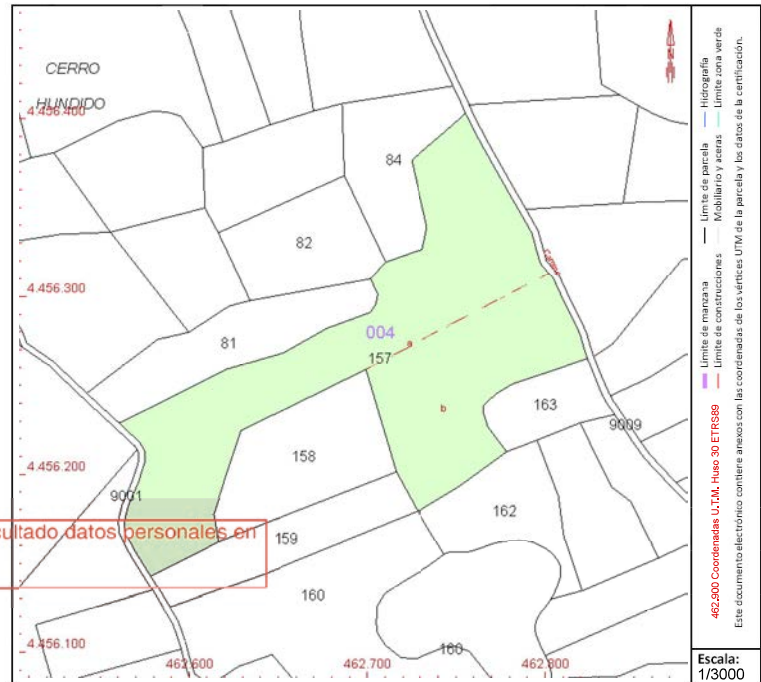 CERRO
HUNDIDO
4.456.400
84
82
Camino
4.456.300
004
81
157
a
b
163
9009
158
4.456.200
9001
162
cultado datos personales en
159
160
4.456.100
462.600
462.700
160
462.800
N
Límite de manzana
Límite de parcela
Hidrografía
Límite de construcciones
Mobiliario y aceras
Límite zona verde
462.900 Coordenadas U.T.M. Huso 30 ETRS89
Este documento electrónico contiene anexos con las coordenadas de los vértices UTM de la parcela y los datos de la certificación.
Escala:
1/3000